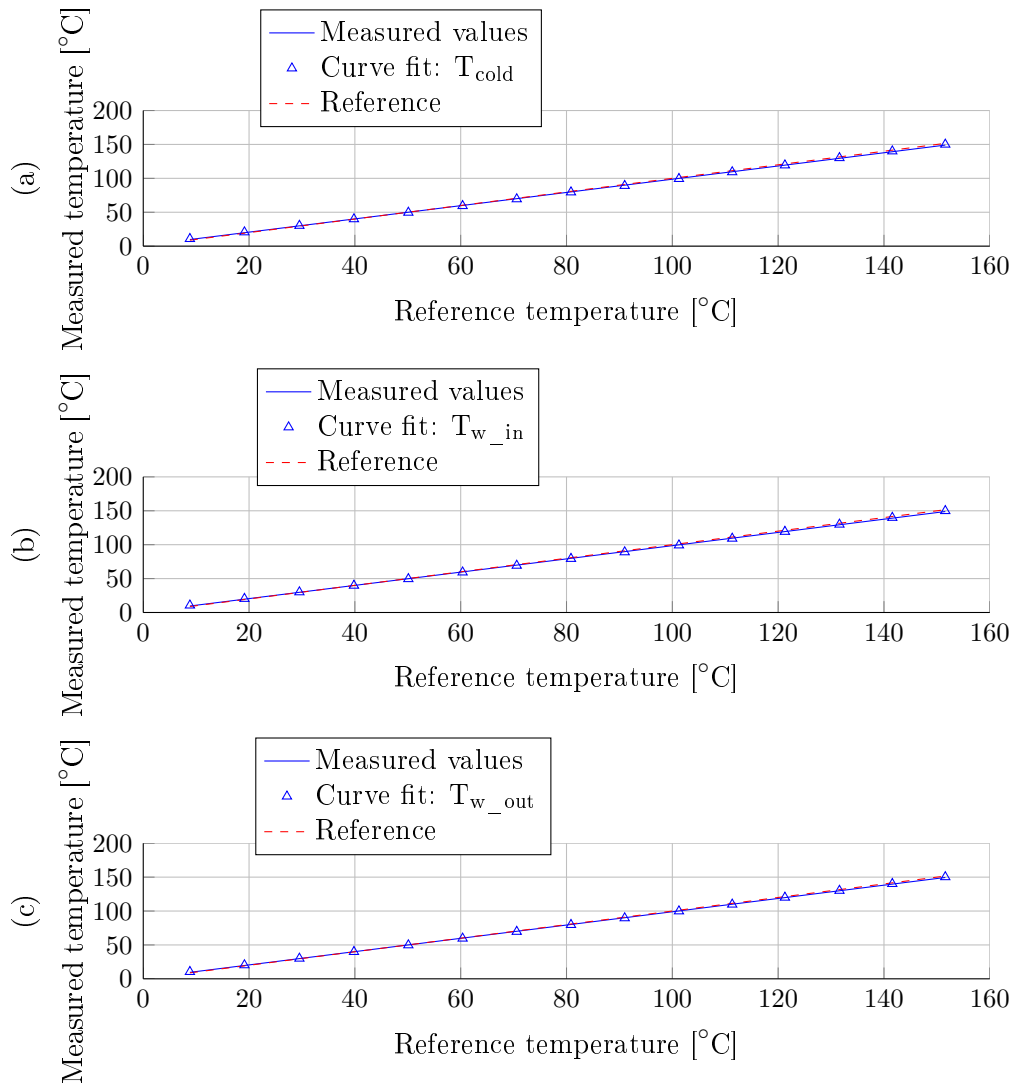 Measured values
Curve fit: T_cold
Reference
(a)
Measured temperature [°C]
200
150
100
50
0
0 20 40 60 80 100 120 140 160
Reference temperature [°C]
Measured values
Curve fit: T_w_in
Reference
(b)
Measured temperature [°C]
200
150
100
50
0
0 20 40 60 80 100 120 140 160
Reference temperature [°C]
Measured values
Curve fit: T_w_out
Reference
(c)
Measured temperature [°C]
200
150
100
50
0
0 20 40 60 80 100 120 140 160
Reference temperature [°C]